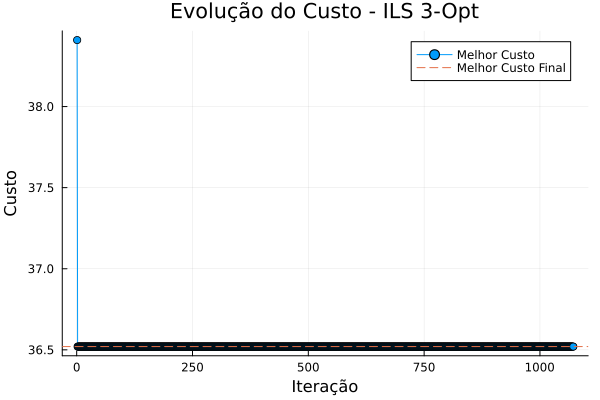 Evolução do Custo - ILS 3-Opt
Melhor Custo
Melhor Custo Final
Custo
38.0
37.5
37.0
36.5
0 250 500 750 1000
Iteração